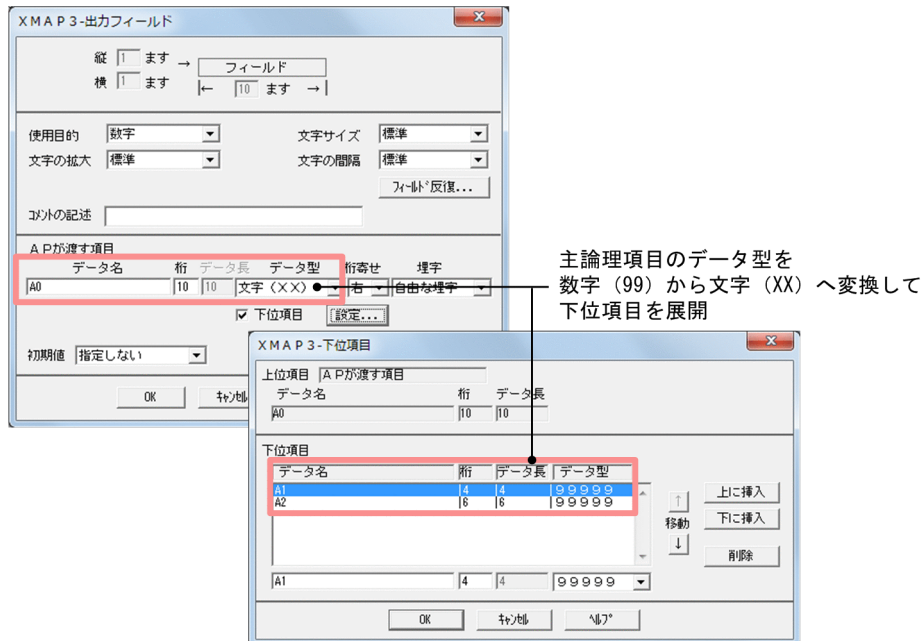 XMAP3-出力フィールド
縦 1 ます → フィールド
横 1 ます |← 10 ます →|
使用目的 数字 文字サイズ 標準
文字の拡大 標準 文字の間隔 標準
フィールド反復...
コメントの記述
APが渡す項目
データ名 桁 データ長 データ型 桁寄せ 埋字
A0 10 10 文字(XX) 右 自由な埋字
下位項目 設定...
初期値 指定しない
OK キャンセル
主論理項目のデータ型を
数字(99)から文字(XX)へ変換して
下位項目を展開
XMAP3-下位項目
上位項目 APが渡す項目
データ名 桁 データ長
A0 10 10
下位項目
データ名 桁 データ長 データ型
A1 4 4 99999
A2 6 6 99999
↑
移動
↓
上に挿入
下に挿入
削除
A1 4 4 99999
OK キャンセル ヘルプ